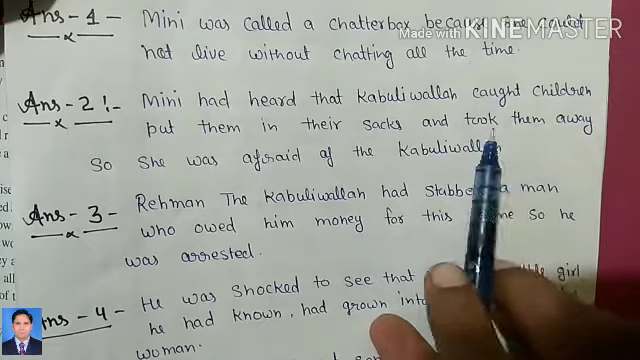 Ans - 1 - Mini was called a chatterbox because she could
not live without chatting all the time.
Made with KINEMASTER
Ans - 2 :- Mini had heard that Kabuliwallah caught children
put them in their sacks and took them away
So she was afraid of the Kabuliwallah
Ans - 3 - Rehman The Kabuliwallah had stabbed a man
who owed him money for this so he
was arrested.
Ans - 4 - He was shocked to see that girl
he had known, had grown into
woman.